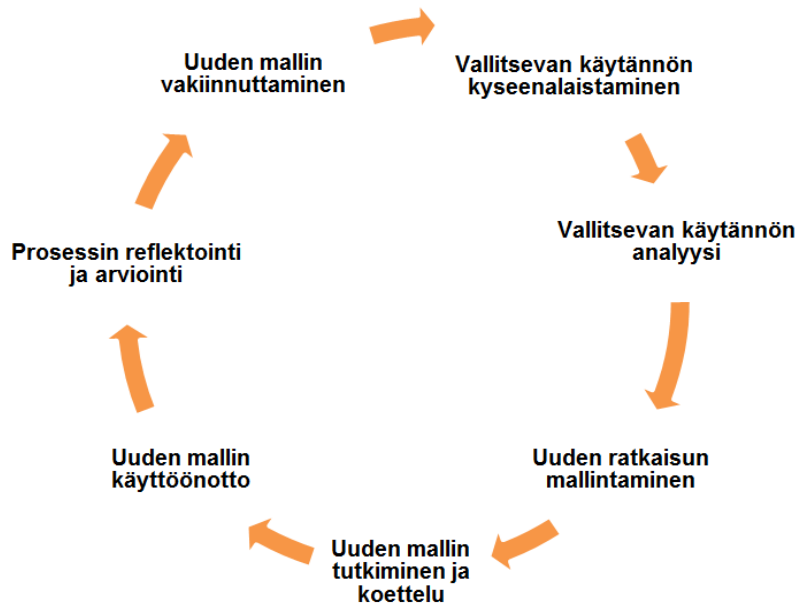 Uuden mallin
vakiinnuttaminen
Vallitsevan käytännön
kyseenalaistaminen
Vallitsevan käytännön
analyysi
Uuden ratkaisun
mallintaminen
Uuden mallin
tutkiminen ja
koettelu
Uuden mallin
käyttöönotto
Prosessin reflektointi
ja arviointi